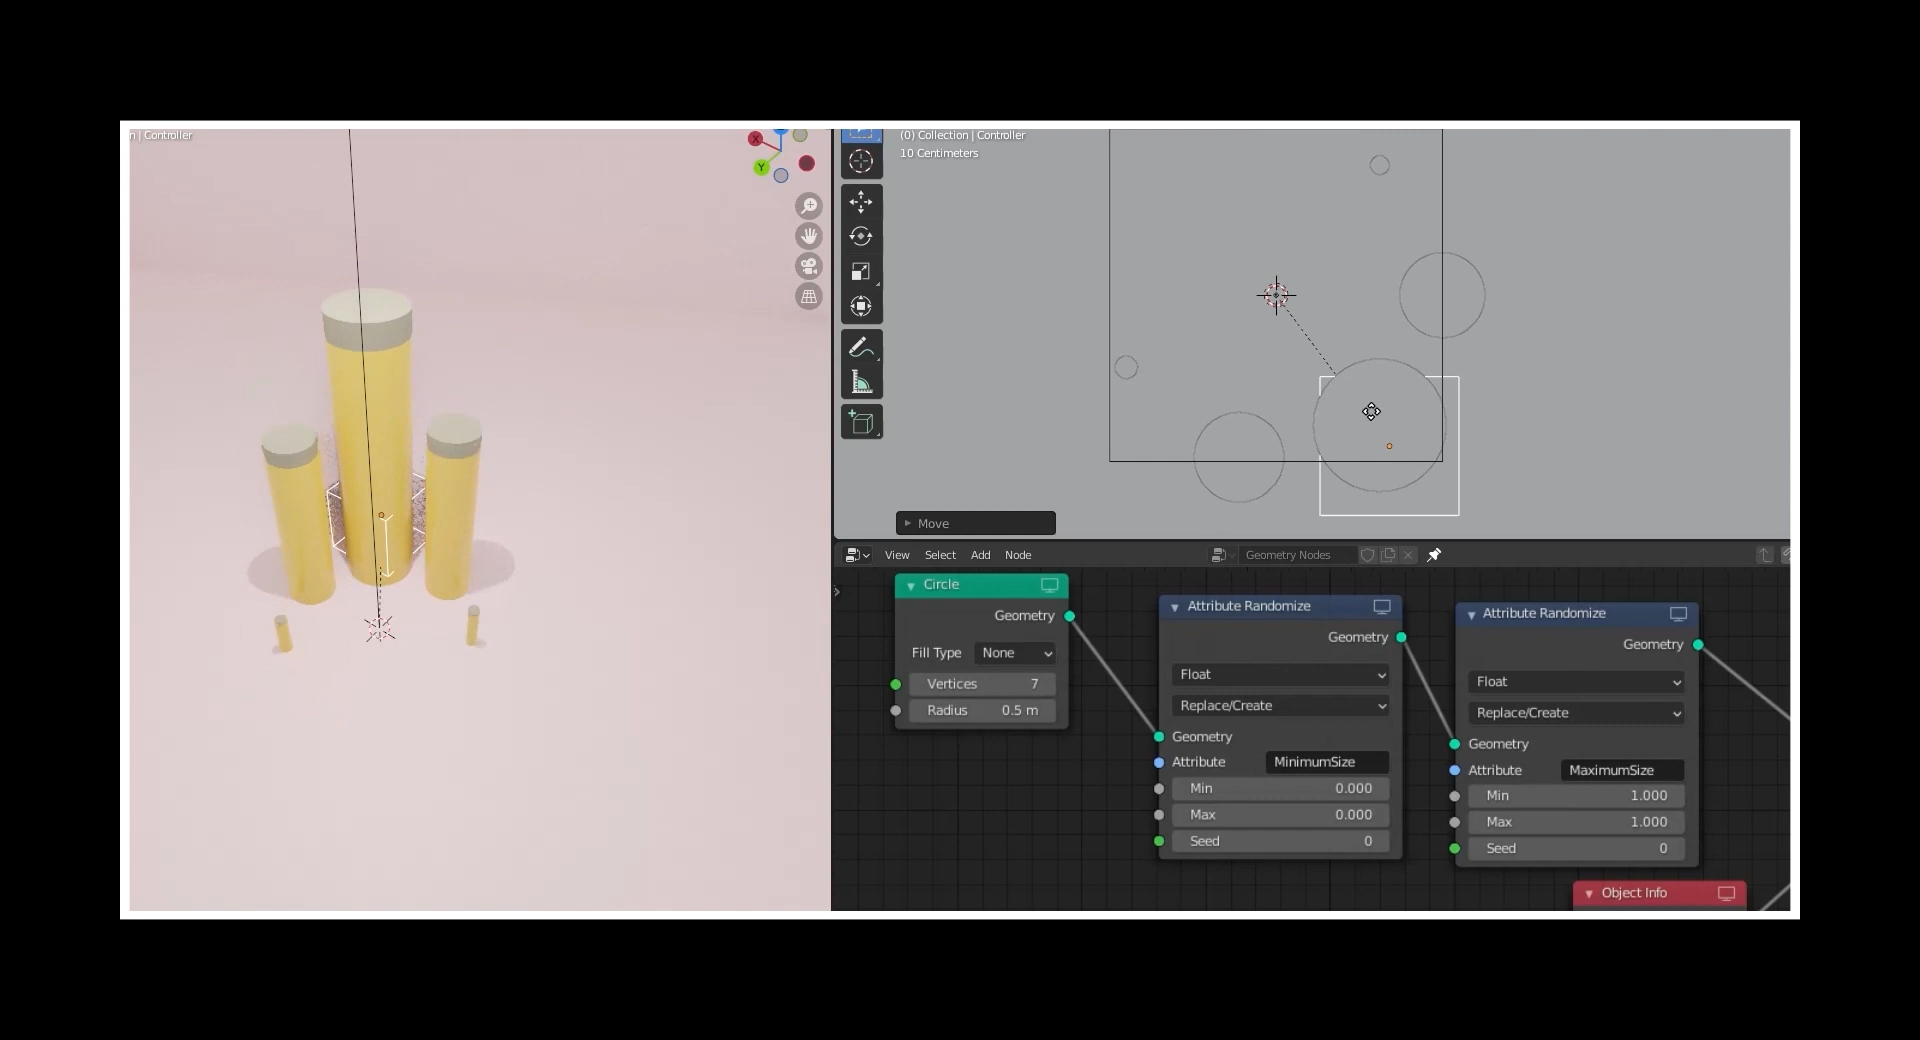 n | Controller
X
Y
(0) Collection | Controller
10 Centimeters
Move
View Select Add Node
Geometry Nodes
Circle
Geometry
Fill Type None
Vertices 7
Radius 0.5 m
Attribute Randomize
Geometry
Float
Replace/Create
Geometry
Attribute MinimumSize
Min 0.000
Max 0.000
Seed 0
Attribute Randomize
Geometry
Float
Replace/Create
Geometry
Attribute MaximumSize
Min 1.000
Max 1.000
Seed 0
Object Info